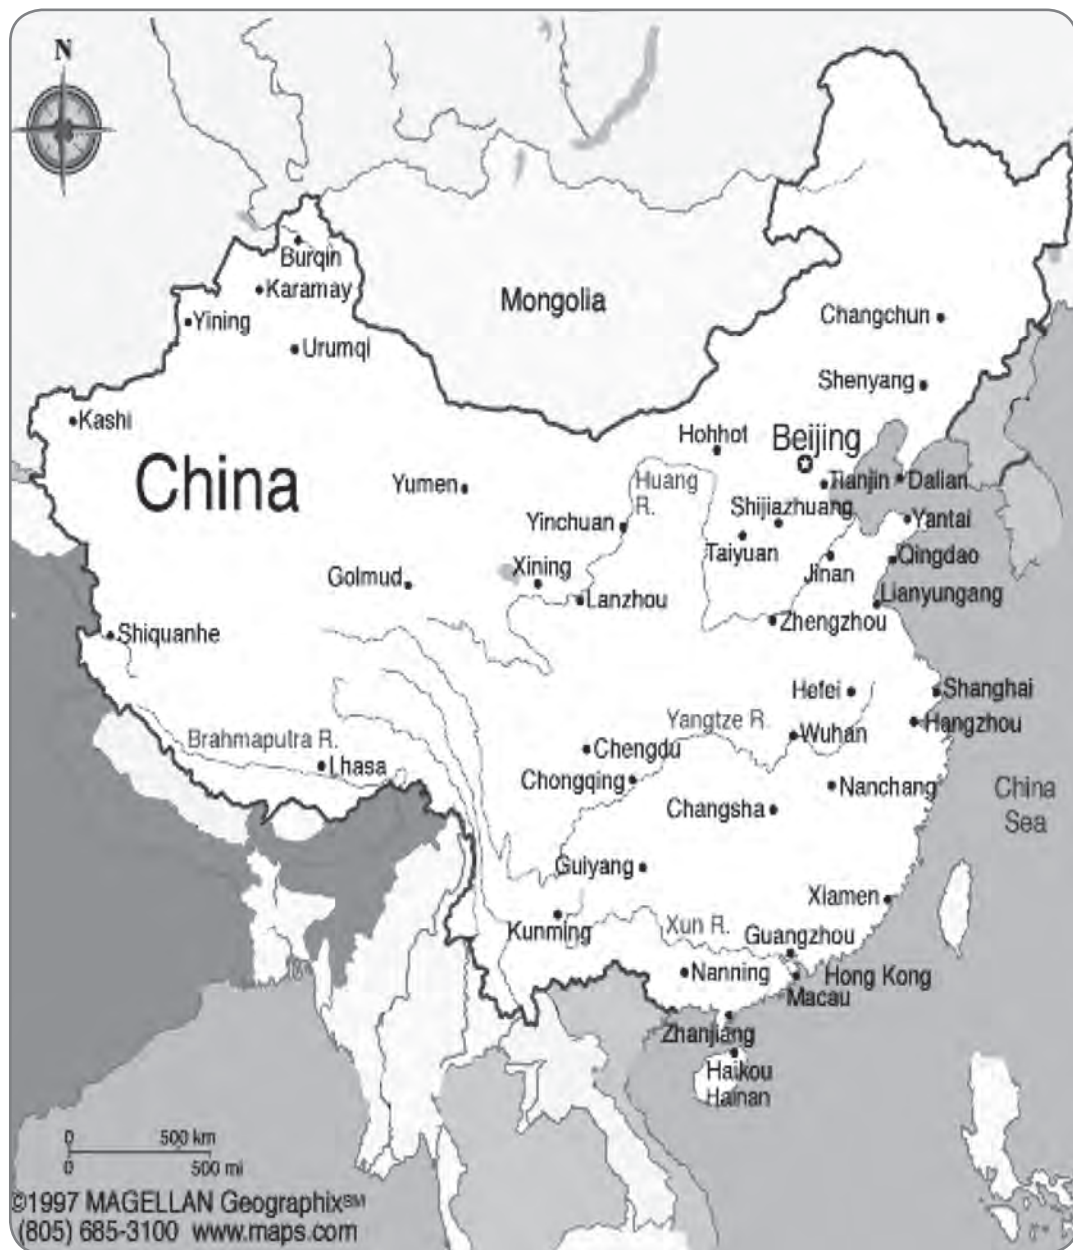 N
Burqin
Karamay
Mongolia
Yining
Changchun
Urumqi
Shenyang
Kashi
Hohhot
Beijing
China
Yumen
Huang
R.
Tianjin
Dalian
Shijiazhuang
Yinchuan
Yantai
Taiyuan
Xining
Qingdao
Jinan
Golmud
Lanzhou
Lianyungang
Zhengzhou
Shiquanhe
Hefei
Shanghai
Yangtze R.
Hangzhou
Wuhan
Brahmaputra R.
Chengdu
Lhasa
Chongqing
Nanchang
China
Sea
Changsha
Guiyang
Xiamen
Kunming
Xun R.
Guangzhou
Nanning
Hong Kong
Macau
Zhanjiang
Haikou
Hainan
0 500 km
0 500 mi
©1997 MAGELLAN Geographix℠
(805) 685-3100 www.maps.com